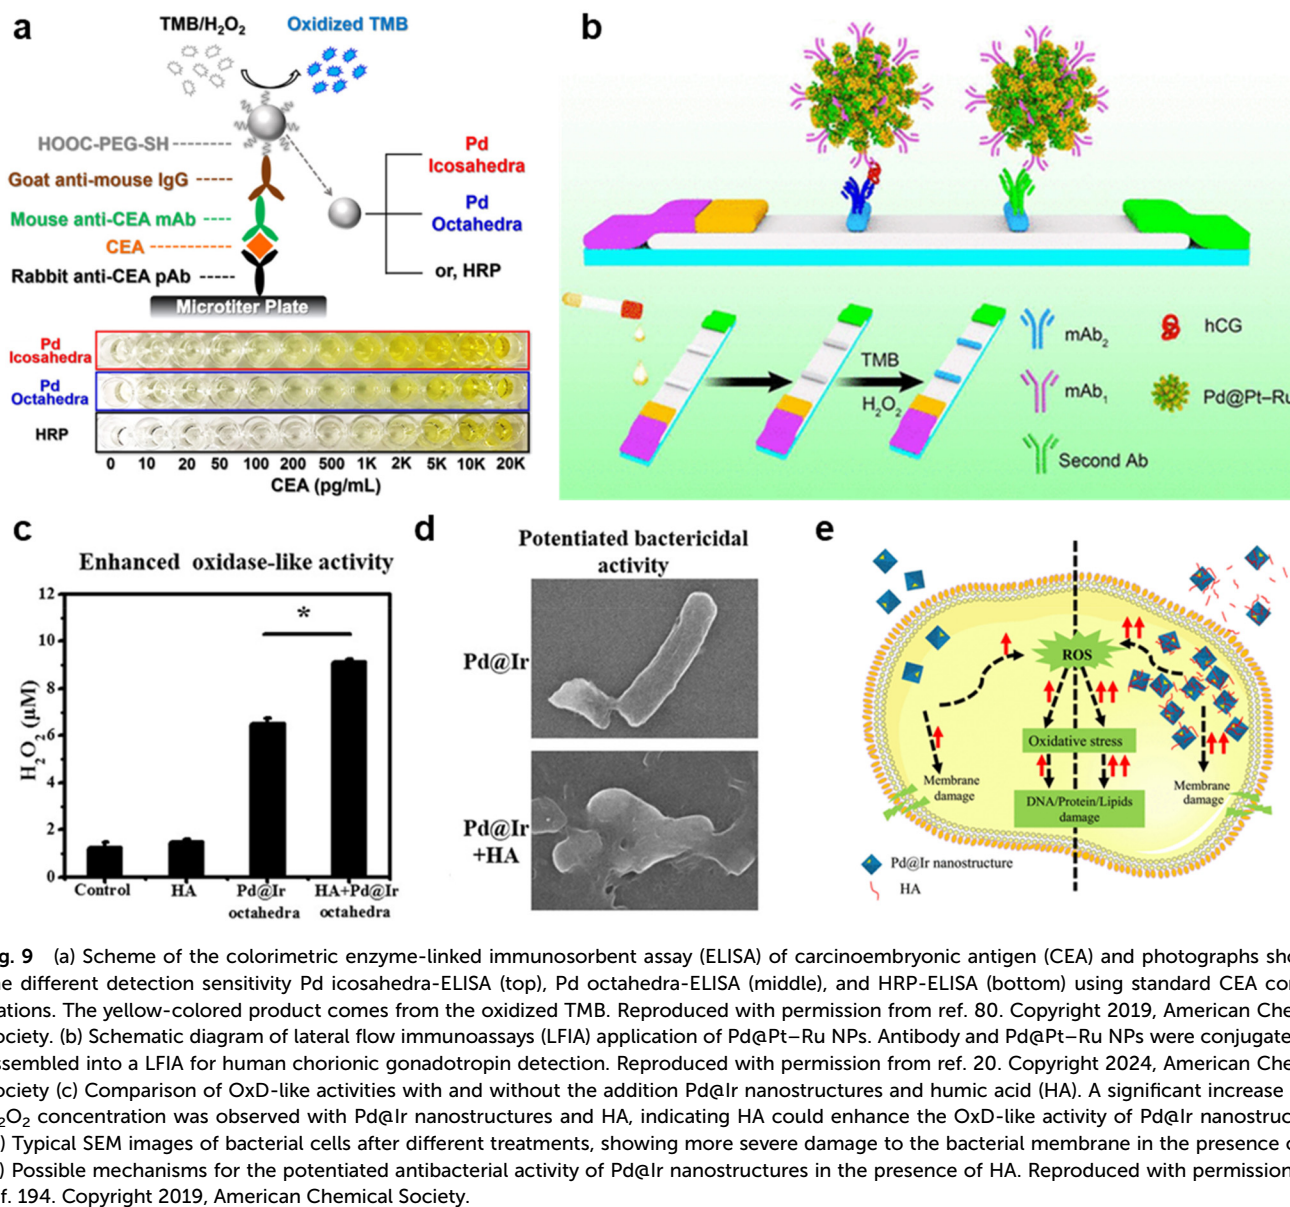 a
TMB/H₂O₂
Oxidized TMB
HOOC-PEG-SH
Goat anti-mouse IgG
Mouse anti-CEA mAb
CEA
Rabbit anti-CEA pAb
Microtiter Plate
Pd
Icosahedra
Pd
Octahedra
or, HRP
Pd
Icosahedra
Pd
Octahedra
HRP
0 10 20 50 100 200 500 1K 2K 5K 10K 20K
CEA (pg/mL)
b
TMB
H₂O₂
mAb₂
hCG
mAb₁
Pd@Pt–Ru
Second Ab
c
Enhanced oxidase-like activity
H₂O₂ (μM)
12
10
8
6
4
2
0
*
Control
HA
Pd@Ir
octahedra
HA+Pd@Ir
octahedra
d
Potentiated bactericidal
activity
Pd@Ir
Pd@Ir
+HA
e
ROS
Oxidative stress
Membrane
damage
Membrane
damage
DNA/Protein/Lipids
damage
Pd@Ir nanostructure
HA
g. 9 (a) Scheme of the colorimetric enzyme-linked immunosorbent assay (ELISA) of carcinoembryonic antigen (CEA) and photographs sho
e different detection sensitivity Pd icosahedra-ELISA (top), Pd octahedra-ELISA (middle), and HRP-ELISA (bottom) using standard CEA con
ations. The yellow-colored product comes from the oxidized TMB. Reproduced with permission from ref. 80. Copyright 2019, American Che
ociety. (b) Schematic diagram of lateral flow immunoassays (LFIA) application of Pd@Pt–Ru NPs. Antibody and Pd@Pt–Ru NPs were conjugate
ssembled into a LFIA for human chorionic gonadotropin detection. Reproduced with permission from ref. 20. Copyright 2024, American Che
ociety (c) Comparison of OxD-like activities with and without the addition Pd@Ir nanostructures and humic acid (HA). A significant increase
₂O₂ concentration was observed with Pd@Ir nanostructures and HA, indicating HA could enhance the OxD-like activity of Pd@Ir nanostruc
) Typical SEM images of bacterial cells after different treatments, showing more severe damage to the bacterial membrane in the presence o
) Possible mechanisms for the potentiated antibacterial activity of Pd@Ir nanostructures in the presence of HA. Reproduced with permission
f. 194. Copyright 2019, American Chemical Society.